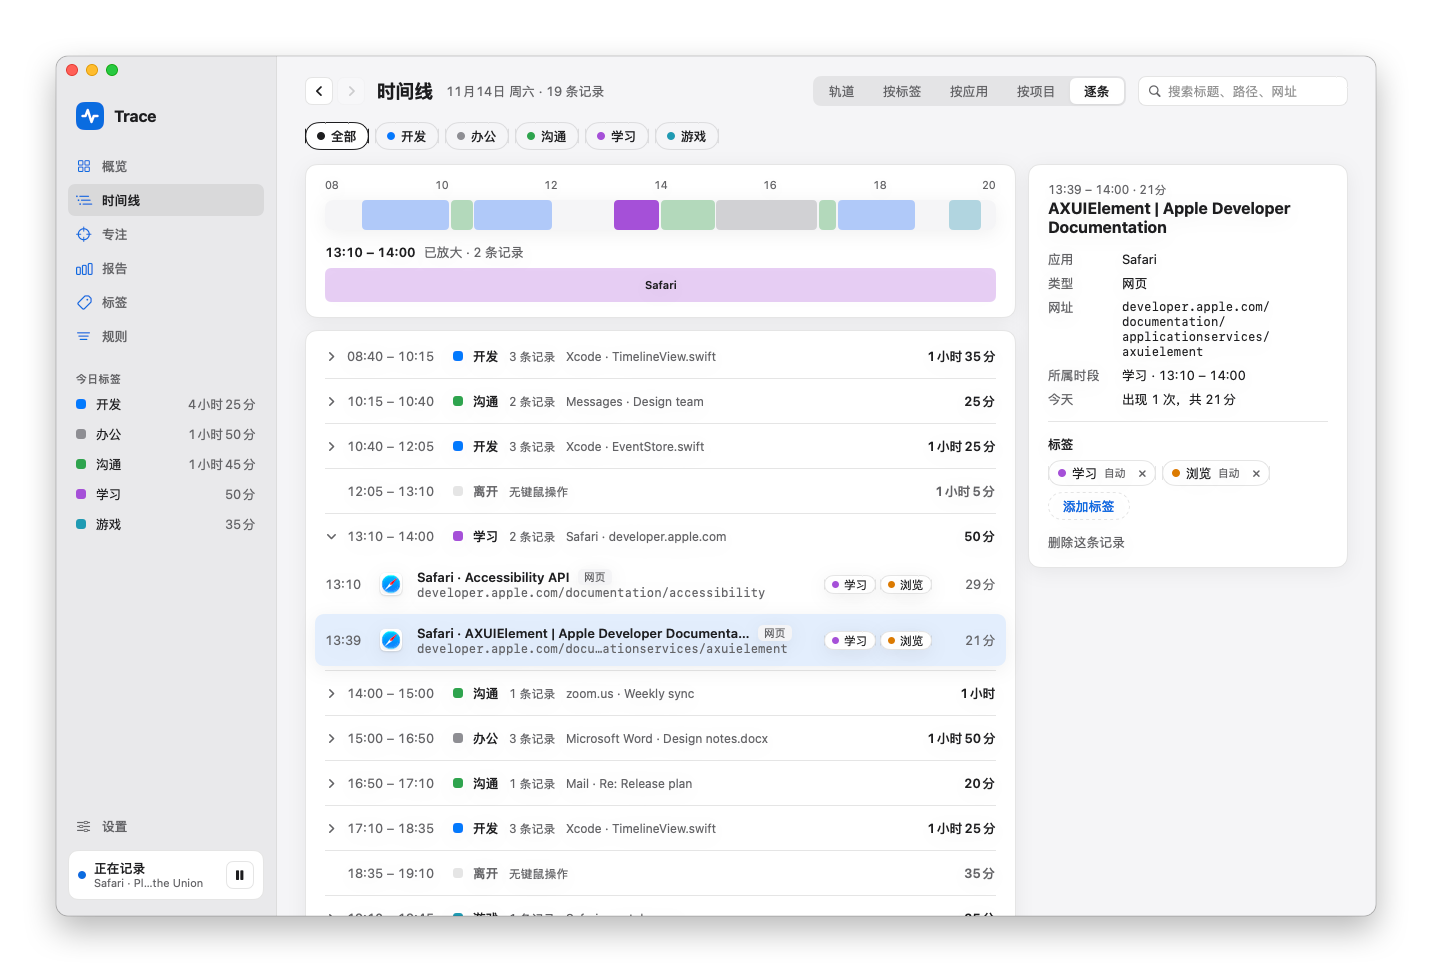 Trace
概览
时间线
专注
报告
标签
规则
今日标签
开发 4小时25分
办公 1小时50分
沟通 1小时45分
学习 50分
游戏 35分
设置
正在记录
Safari · Pl...the Union
时间线 11月14日 周六 · 19 条记录
轨道 按标签 按应用 按项目 逐条
搜索标题、路径、网址
全部 开发 办公 沟通 学习 游戏
08 10 12 14 16 18 20
13:10 – 14:00 已放大 · 2 条记录
Safari
08:40 – 10:15 开发 3 条记录 Xcode · TimelineView.swift 1小时35分
10:15 – 10:40 沟通 2 条记录 Messages · Design team 25分
10:40 – 12:05 开发 3 条记录 Xcode · EventStore.swift 1小时25分
12:05 – 13:10 离开 无键鼠操作 1小时5分
13:10 – 14:00 学习 2 条记录 Safari · developer.apple.com 50分
13:10 Safari · Accessibility API 网页 学习 浏览 29分
developer.apple.com/documentation/accessibility
13:39 Safari · AXUIElement | Apple Developer Documenta... 网页 学习 浏览 21分
developer.apple.com/docu…ationservices/axuielement
14:00 – 15:00 沟通 1 条记录 zoom.us · Weekly sync 1小时
15:00 – 16:50 办公 3 条记录 Microsoft Word · Design notes.docx 1小时50分
16:50 – 17:10 沟通 1 条记录 Mail · Re: Release plan 20分
17:10 – 18:35 开发 3 条记录 Xcode · TimelineView.swift 1小时25分
18:35 – 19:10 离开 无键鼠操作 35分
13:39 – 14:00 · 21分
AXUIElement | Apple Developer
Documentation
应用 Safari
类型 网页
网址 developer.apple.com/
documentation/
applicationservices/
axuielement
所属时段 学习 · 13:10 – 14:00
今天 出现 1 次，共 21分
标签
学习 自动 × 浏览 自动 ×
添加标签
删除这条记录